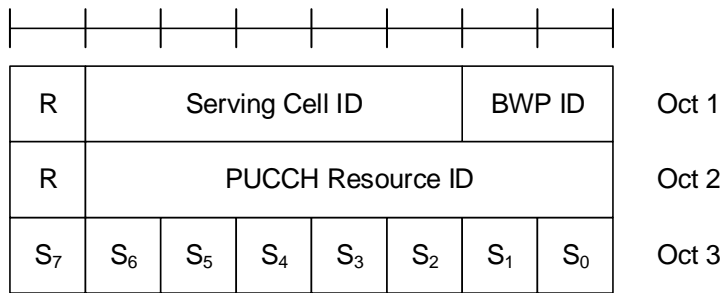 R Serving Cell ID BWP ID Oct 1
R PUCCH Resource ID Oct 2
S₇ S₆ S₅ S₄ S₃ S₂ S₁ S₀ Oct 3